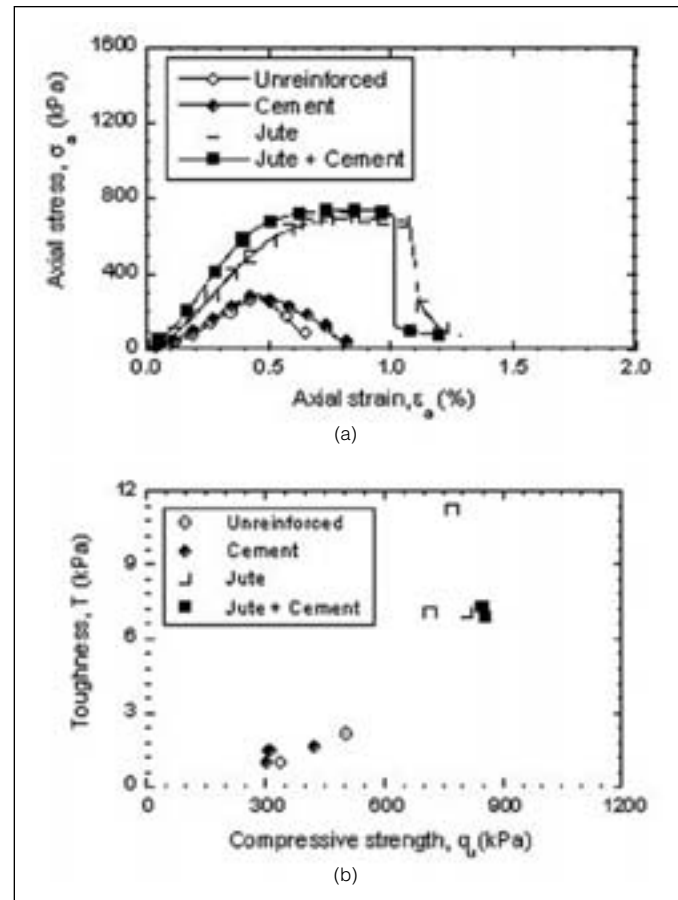 1600
1200
800
400
0
Axial stress, σa (kPa)
Unreinforced
Cement
Jute
Jute + Cement
0.0 0.5 1.0 1.5 2.0
Axial strain, εa (%)
(a)
12
9
6
3
0
Toughness, T (kPa)
Unreinforced
Cement
Jute
Jute + Cement
0 300 600 900 1200
Compressive strength, qu (kPa)
(b)